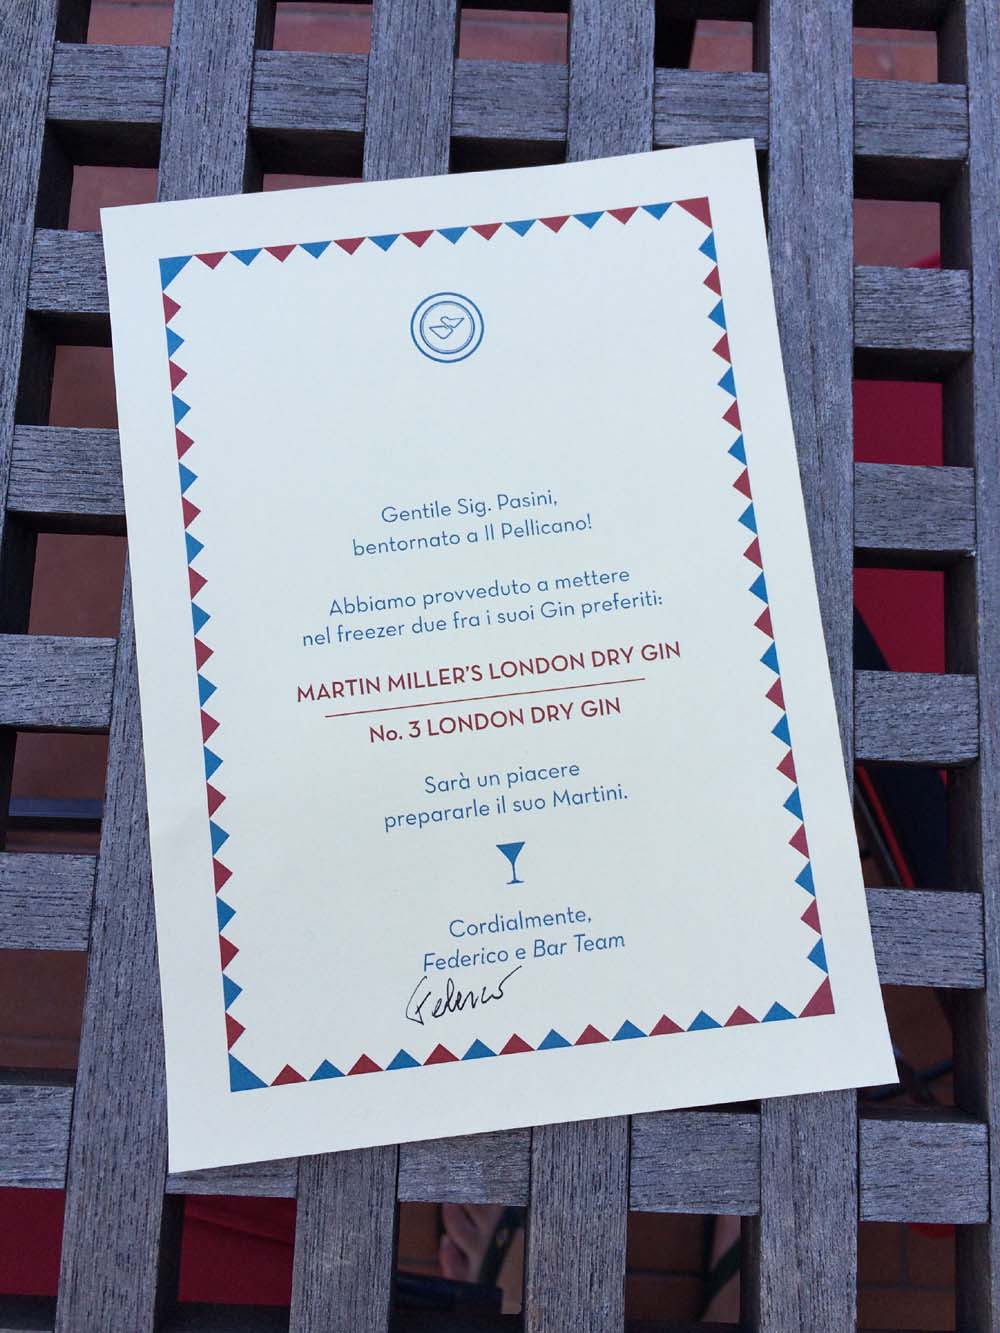 Gentile Sig. Pasini,
bentornato a Il Pellicano!
Abbiamo provveduto a mettere
nel freezer due fra i suoi Gin preferiti:
MARTIN MILLER'S LONDON DRY GIN
No. 3 LONDON DRY GIN
Sarà un piacere
prepararle il suo Martini.
Cordialmente,
Federico e Bar Team
Federico